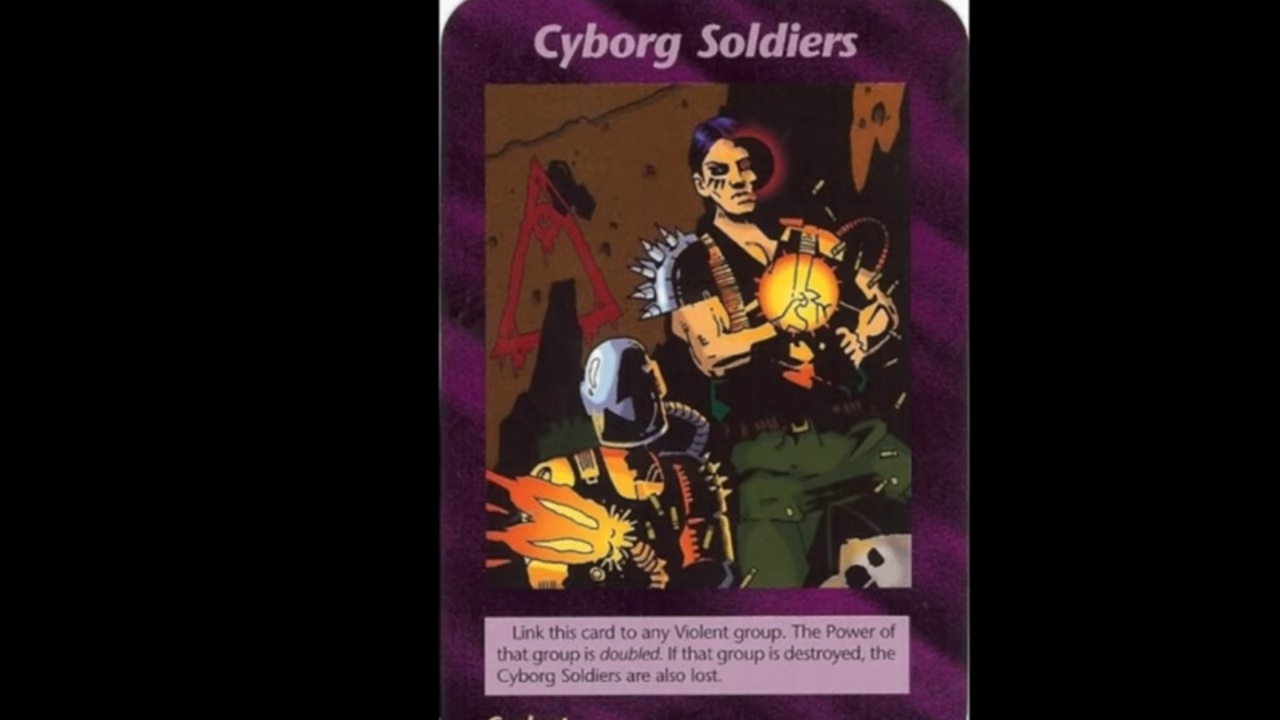 Cyborg Soldiers
Link this card to any Violent group. The Power of
that group is doubled. If that group is destroyed, the
Cyborg Soldiers are also lost.